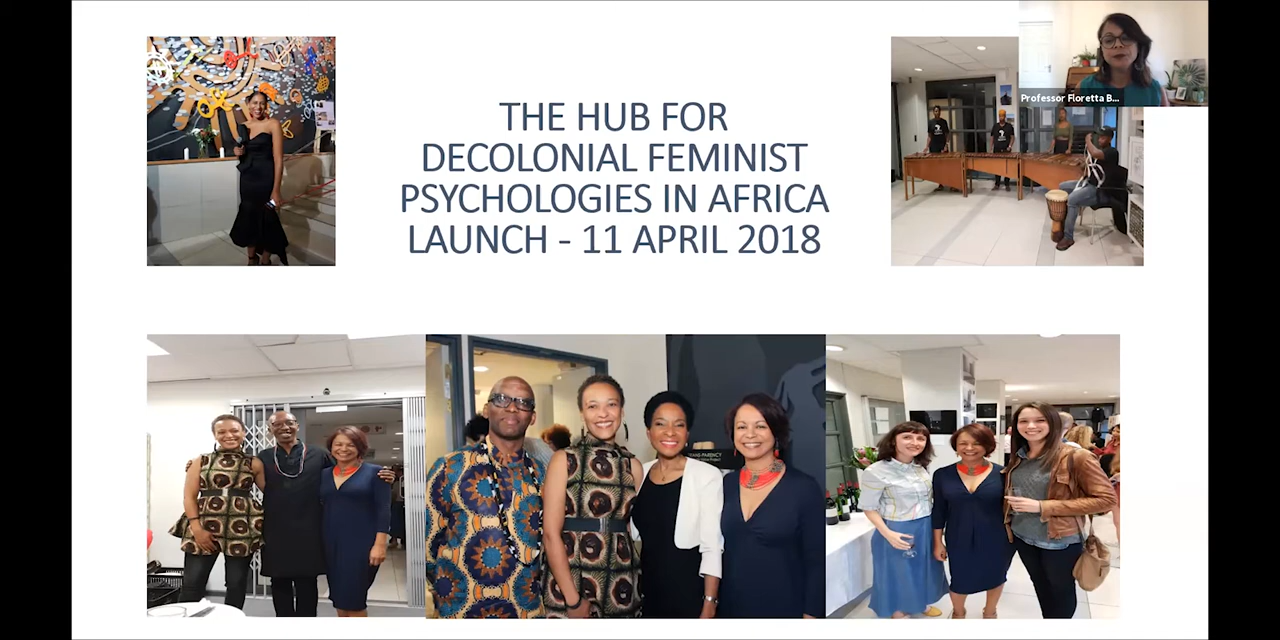 THE HUB FOR
DECOLONIAL FEMINIST
PSYCHOLOGIES IN AFRICA
LAUNCH - 11 APRIL 2018
Professor Floretta B...